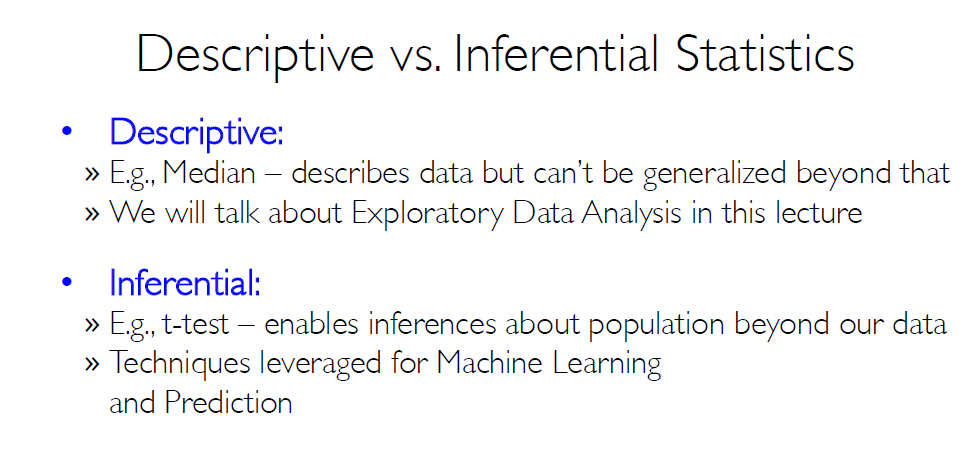 Descriptive vs. Inferential Statistics
• Descriptive:
» E.g., Median – describes data but can’t be generalized beyond that
» We will talk about Exploratory Data Analysis in this lecture
• Inferential:
» E.g., t-test – enables inferences about population beyond our data
» Techniques leveraged for Machine Learning
and Prediction